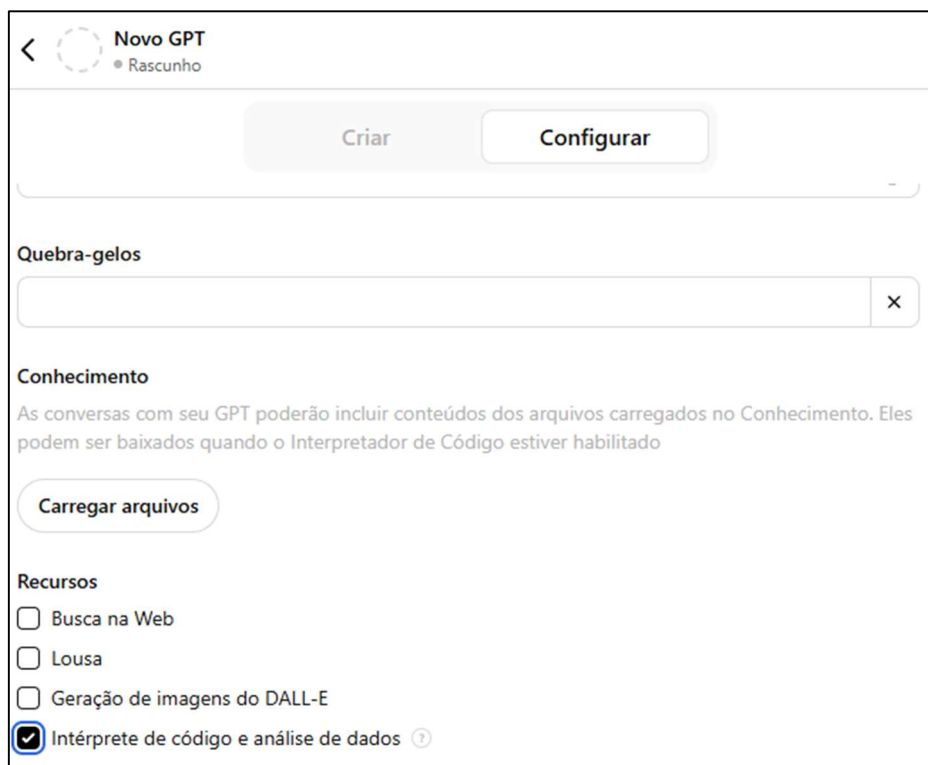 Novo GPT
Rascunho
Criar
Configurar
Quebra-gelos
Conhecimento
As conversas com seu GPT poderão incluir conteúdos dos arquivos carregados no Conhecimento. Eles
podem ser baixados quando o Interpretador de Código estiver habilitado
Carregar arquivos
Recursos
Busca na Web
Lousa
Geração de imagens do DALL-E
Intérprete de código e análise de dados ?